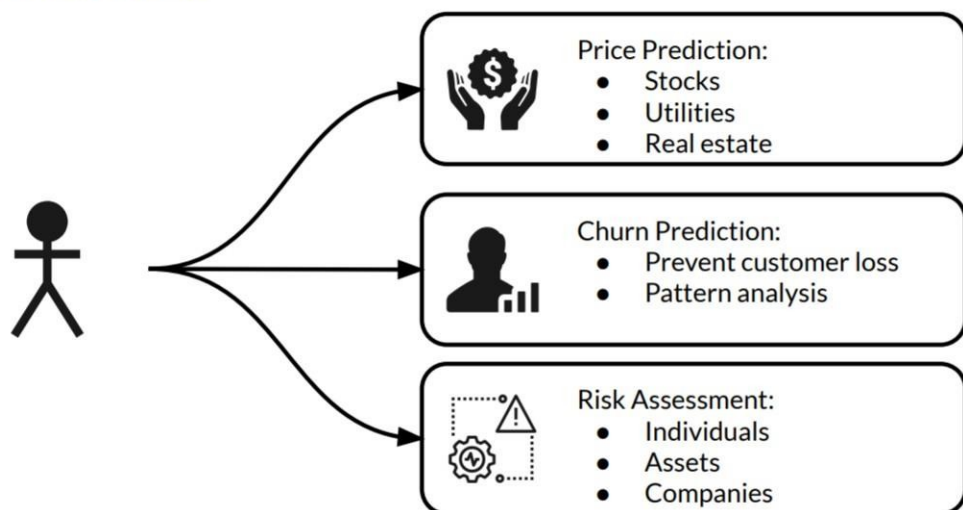 Price Prediction:
● Stocks
● Utilities
● Real estate
Churn Prediction:
● Prevent customer loss
● Pattern analysis
Risk Assessment:
● Individuals
● Assets
● Companies